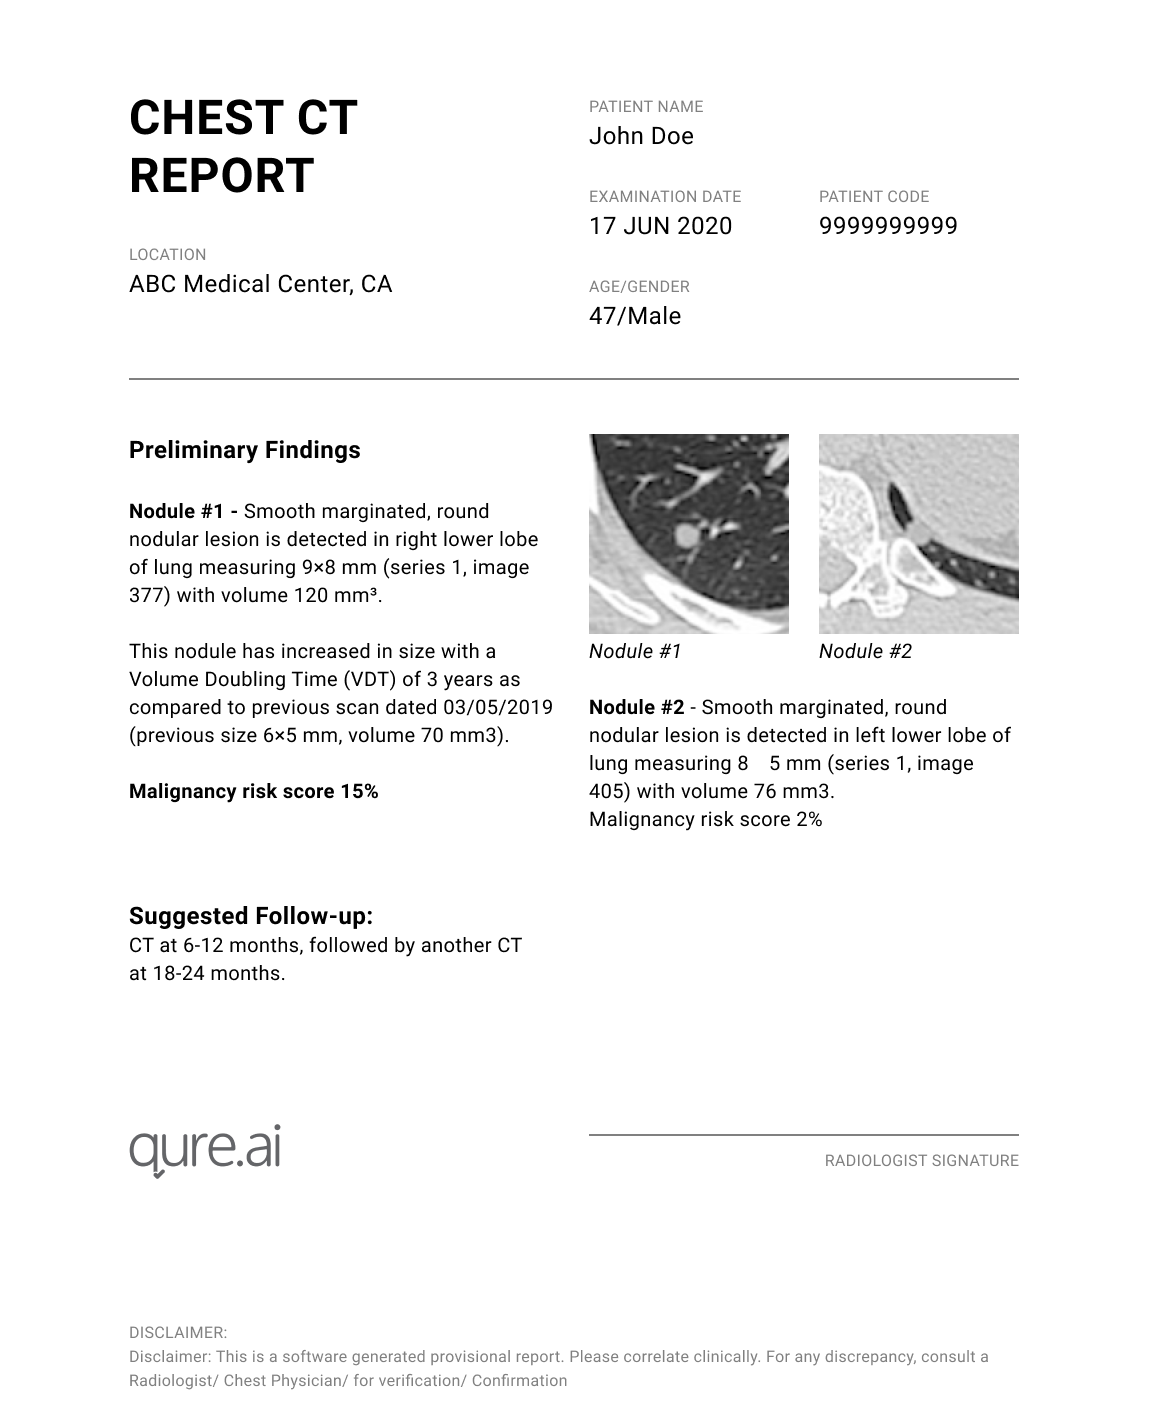 CHEST CT
REPORT
LOCATION
ABC Medical Center, CA
PATIENT NAME
John Doe
EXAMINATION DATE
17 JUN 2020
PATIENT CODE
9999999999
AGE/GENDER
47/Male
Preliminary Findings
Nodule #1 - Smooth marginated, round
nodular lesion is detected in right lower lobe
of lung measuring 9×8 mm (series 1, image
377) with volume 120 mm³.
This nodule has increased in size with a
Volume Doubling Time (VDT) of 3 years as
compared to previous scan dated 03/05/2019
(previous size 6×5 mm, volume 70 mm3).
Malignancy risk score 15%
Nodule #1
Nodule #2
Nodule #2 - Smooth marginated, round
nodular lesion is detected in left lower lobe of
lung measuring 8 5 mm (series 1, image
405) with volume 76 mm3.
Malignancy risk score 2%
Suggested Follow-up:
CT at 6-12 months, followed by another CT
at 18-24 months.
qure.ai
RADIOLOGIST SIGNATURE
DISCLAIMER:
Disclaimer: This is a software generated provisional report. Please correlate clinically. For any discrepancy, consult a
Radiologist/ Chest Physician/ for verification/ Confirmation